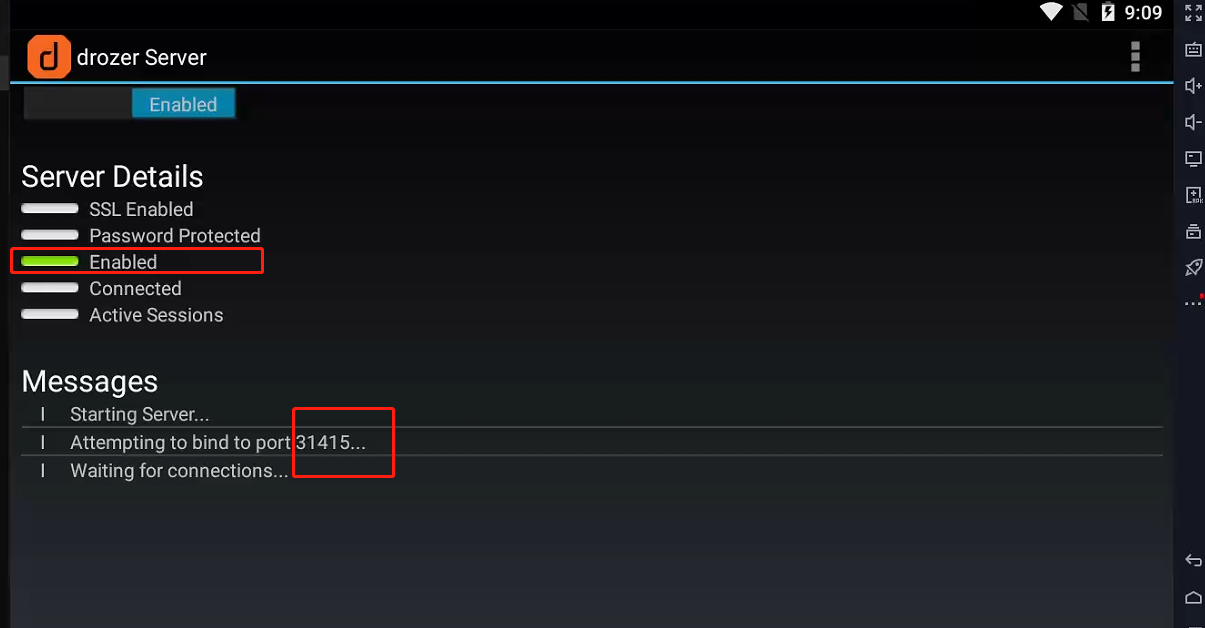 9:09
d drozer Server
Enabled
Server Details
SSL Enabled
Password Protected
Enabled
Connected
Active Sessions
Messages
I Starting Server...
I Attempting to bind to port 31415...
I Waiting for connections...